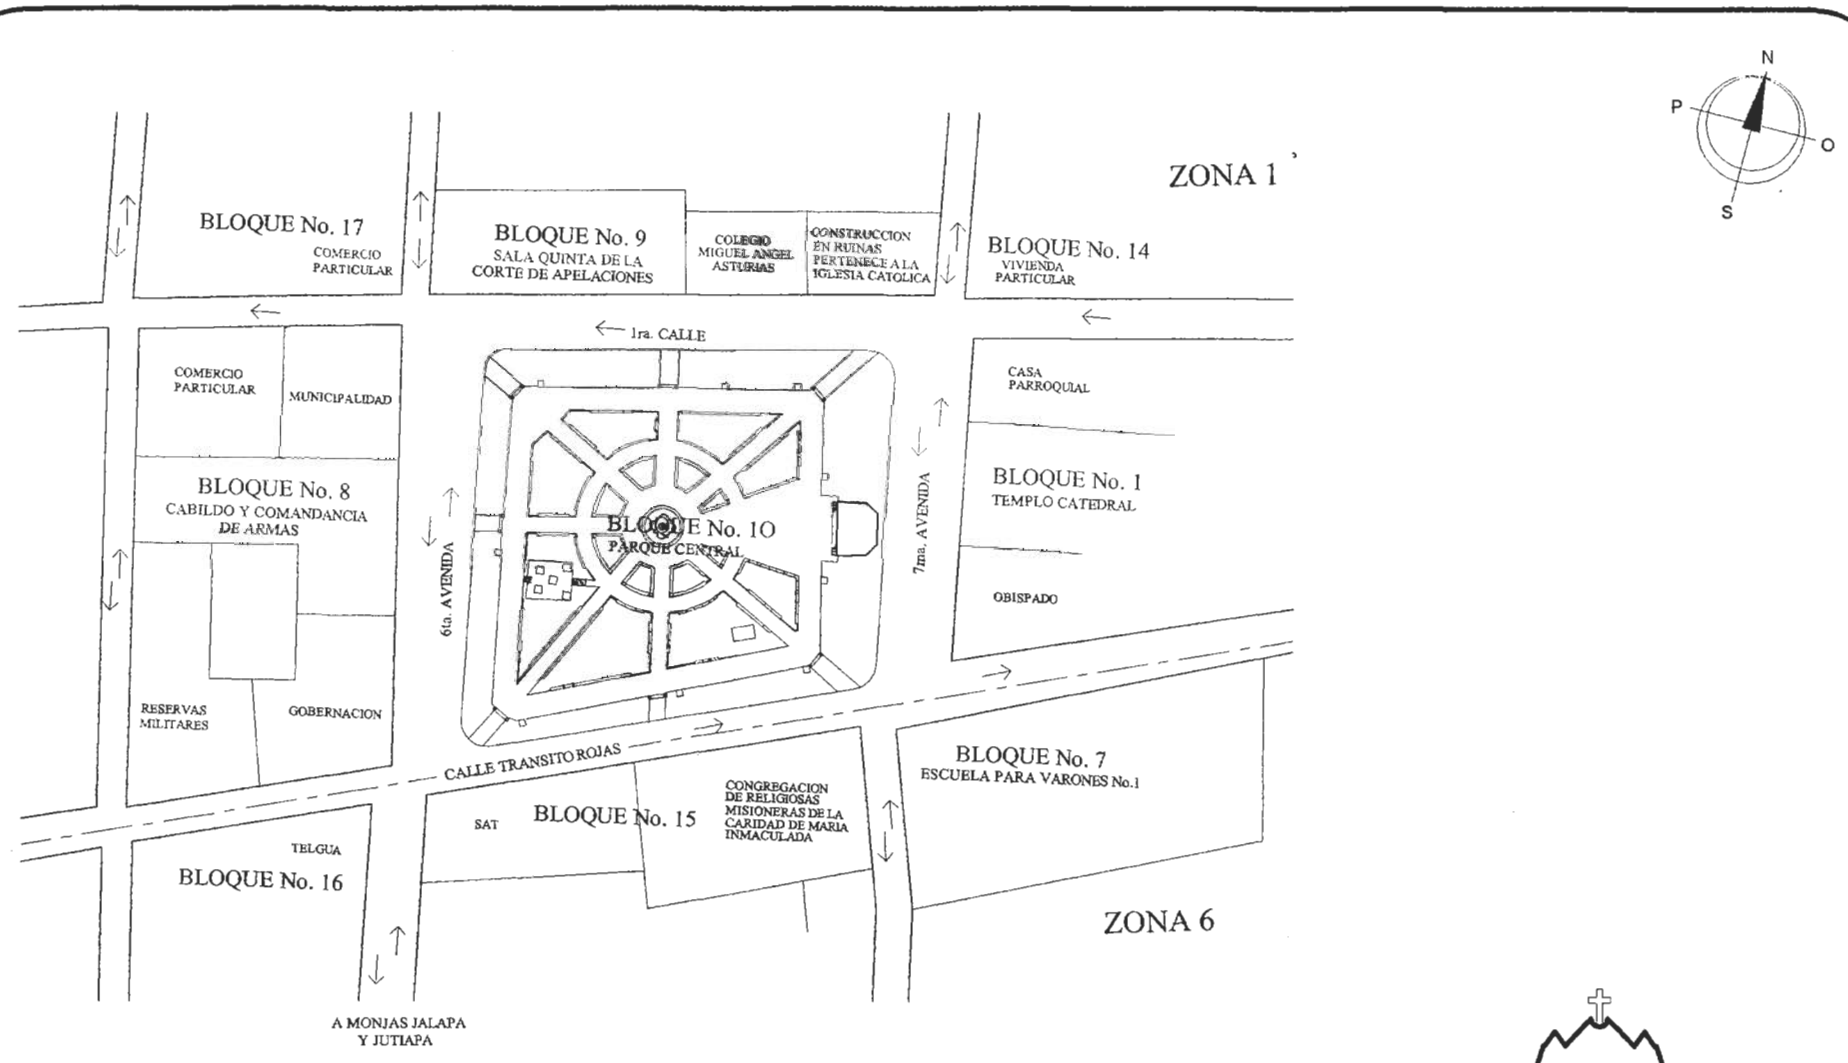 N
P
O
S
ZONA 1
BLOQUE No. 17
COMERCIO
PARTICULAR
BLOQUE No. 9
SALA QUINTA DE LA
CORTE DE APELACIONES
COLEGIO
MIGUEL ANGEL
ASTURIAS
CONSTRUCCION
EN RUINAS
PERTENECE A LA
IGLESIA CATOLICA
BLOQUE No. 14
VIVIENDA
PARTICULAR
1ra. CALLE
COMERCIO
PARTICULAR
MUNICIPALIDAD
CASA
PARROQUIAL
BLOQUE No. 8
CABILDO Y COMANDANCIA
DE ARMAS
6ta. AVENIDA
BLOQUE No. 10
PARQUE CENTRAL
7ma. AVENIDA
BLOQUE No. 1
TEMPLO CATEDRAL
OBISPADO
RESERVAS
MILITARES
GOBERNACION
CALLE TRANSITO ROJAS
BLOQUE No. 7
ESCUELA PARA VARONES No.1
SAT
BLOQUE No. 15
CONGREGACION
DE RELIGIOSAS
MISIONERAS DE LA
CARIDAD DE MARIA
INMACULADA
TELGUA
BLOQUE No. 16
ZONA 6
A MONJAS JALAPA
Y JUTIAPA